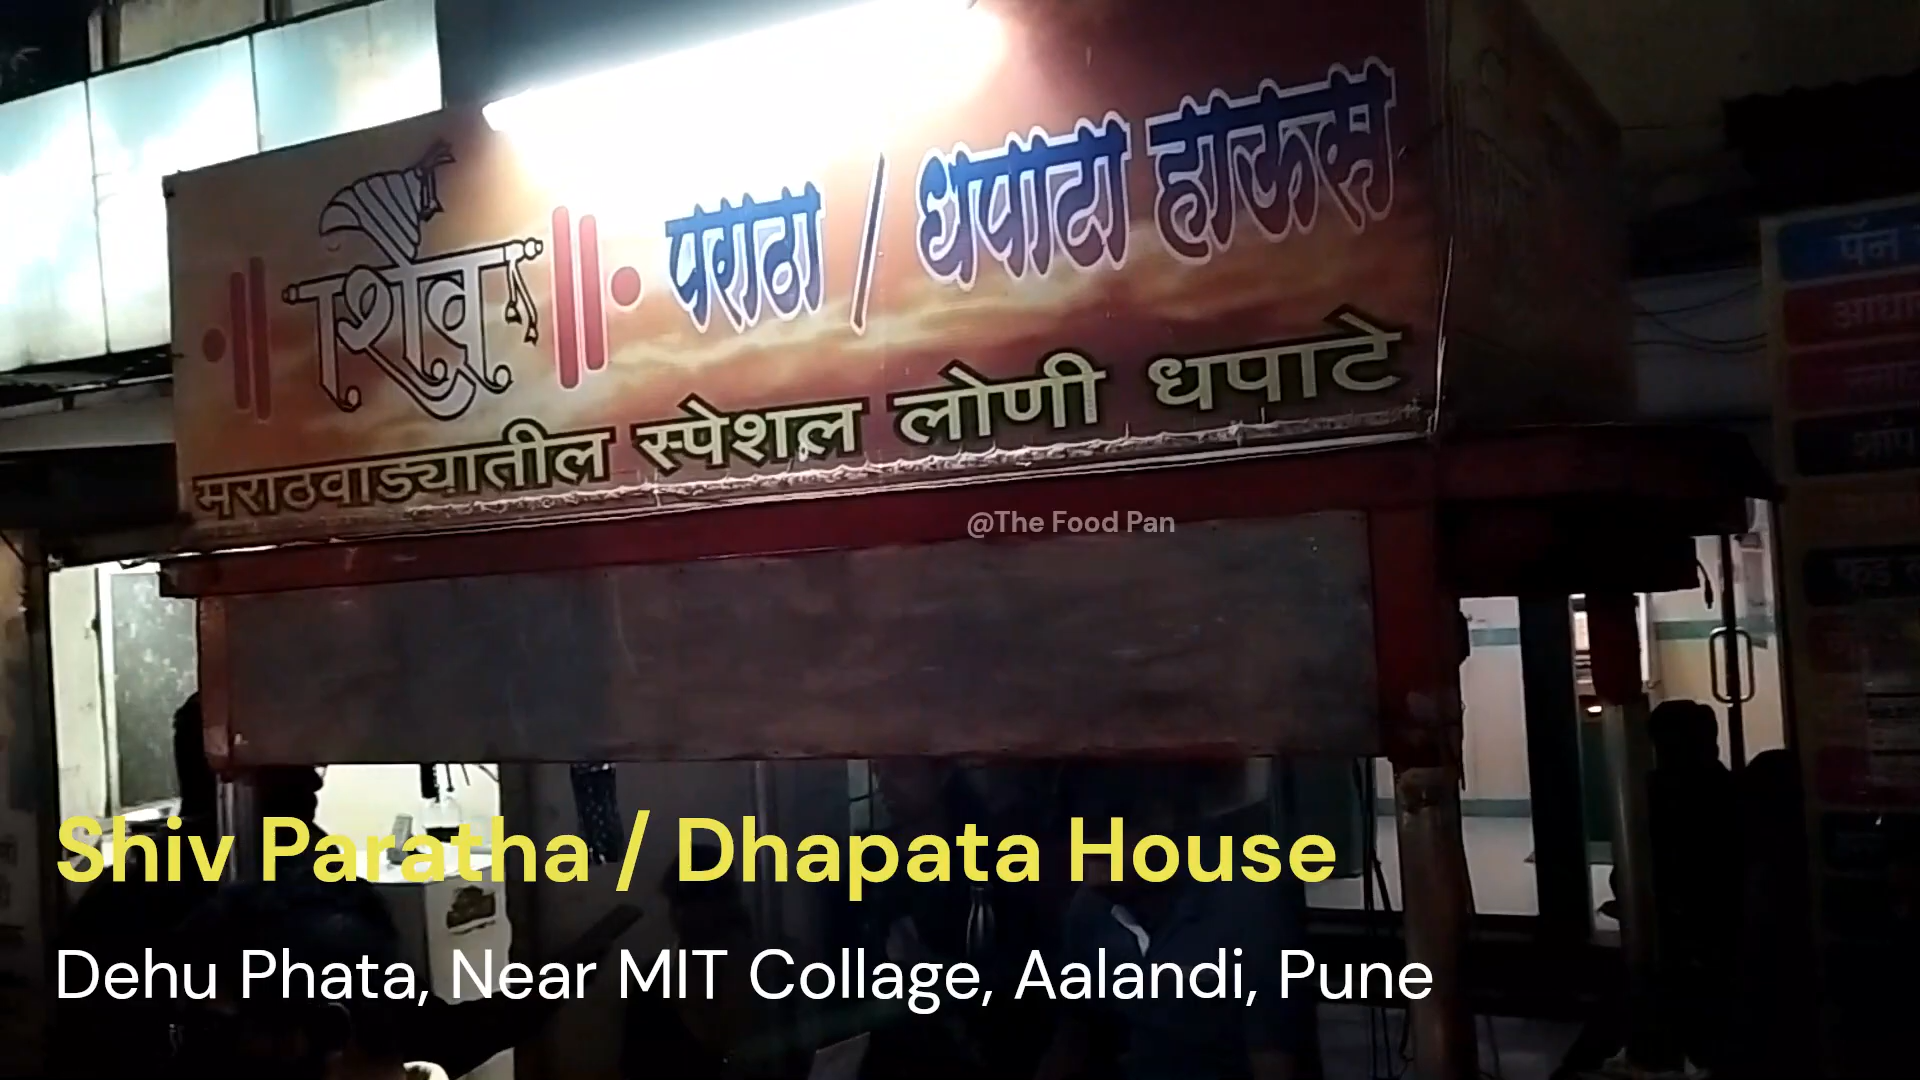 शिव पराठा / धपाटा हाऊस
मराठवाड्यातील स्पेशल लोणी धपाटे
@The Food Pan
Shiv Paratha / Dhapata House
Dehu Phata, Near MIT Collage, Aalandi, Pune
पॅन